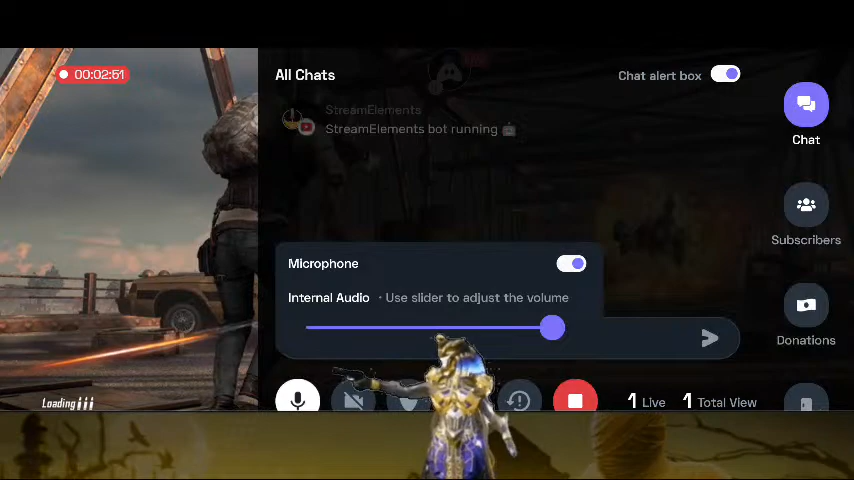 00:02:51
All Chats
Chat alert box
StreamElements
StreamElements bot running
Chat
Subscribers
Microphone
Internal Audio · Use slider to adjust the volume
Donations
Loading
1 Live 1 Total View